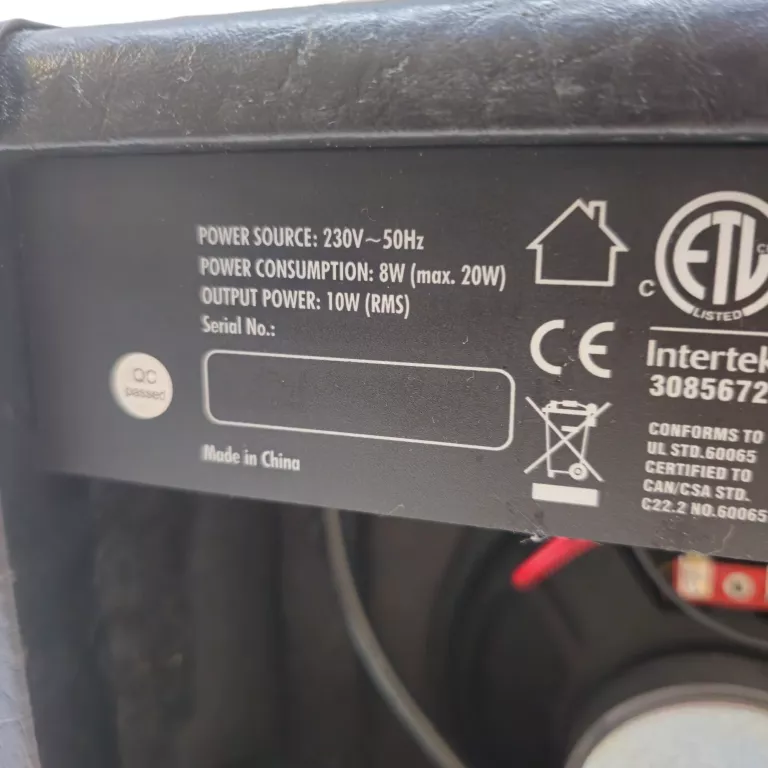 POWER SOURCE: 230V~50Hz
POWER CONSUMPTION: 8W (max. 20W)
OUTPUT POWER: 10W (RMS)
Serial No.:
QC
passed
Made in China
CE
C
ETL
LISTED
Intertek
3085672
CONFORMS TO
UL STD.60065
CERTIFIED TO
CAN/CSA STD.
C22.2 NO.60065